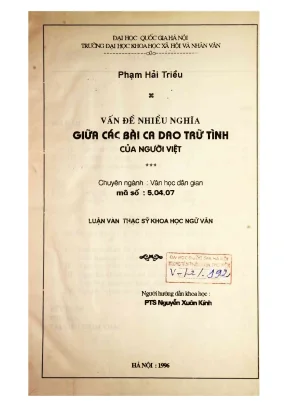 ĐẠI HỌC QUỐC GIA HÀ NỘI
TRƯỜNG ĐẠI HỌC KHOA HỌC XÃ HỘI VÀ NHÂN VĂN
Phạm Hải Triều
VẤN ĐỀ NHIỀU NGHĨA
GIỮA CÁC BÀI CA DAO TRỮ TÌNH
CỦA NGƯỜI VIỆT
***
Chuyên ngành : Văn học dân gian
mã số : 5.04.07
LUẬN VĂN THẠC SỸ KHOA HỌC NGỮ VĂN
V-L2/192
Người hướng dẫn khoa học :
PTS Nguyễn Xuân Kính
HÀ NỘI : 1996